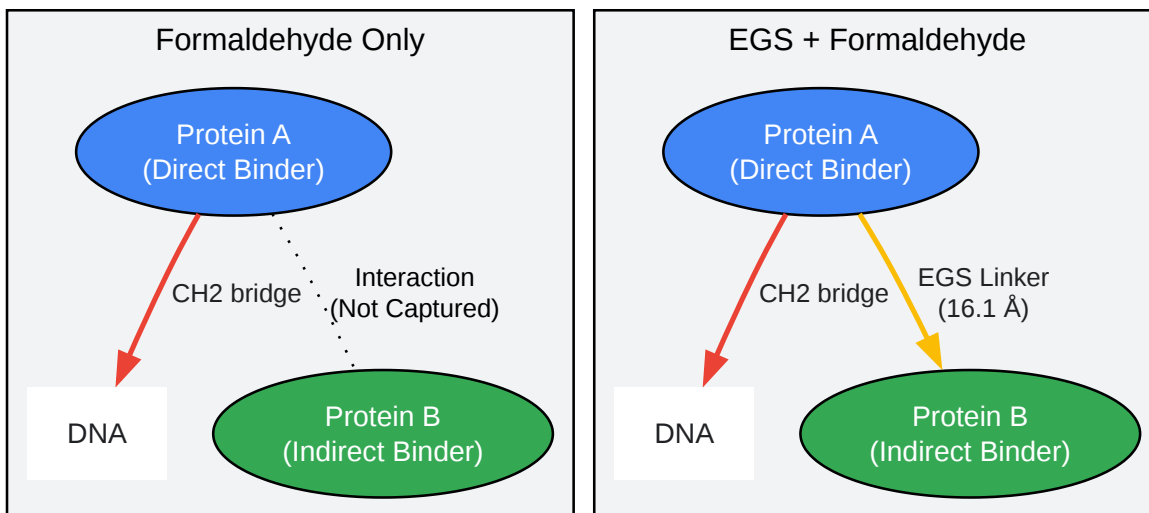 Formaldehyde Only
Protein A
(Direct Binder)
CH2 bridge
Interaction
(Not Captured)
DNA
Protein B
(Indirect Binder)
EGS + Formaldehyde
Protein A
(Direct Binder)
CH2 bridge
EGS Linker
(16.1 Å)
DNA
Protein B
(Indirect Binder)